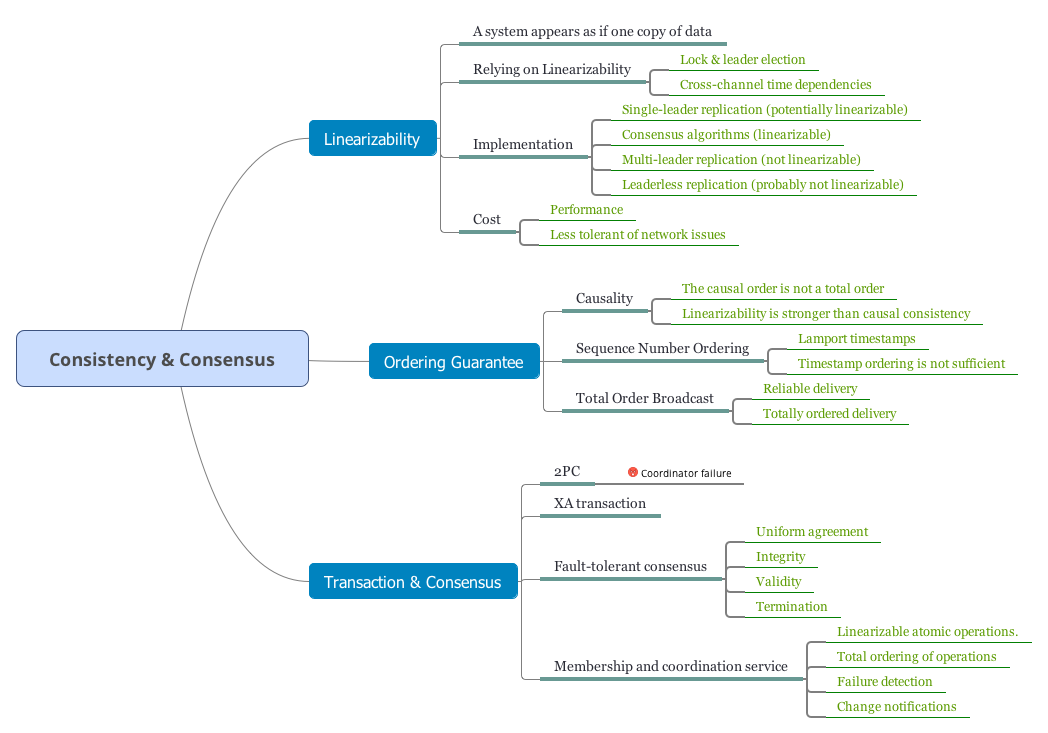 Consistency & Consensus
Linearizability
A system appears as if one copy of data
Relying on Linearizability
Lock & leader election
Cross-channel time dependencies
Implementation
Single-leader replication (potentially linearizable)
Consensus algorithms (linearizable)
Multi-leader replication (not linearizable)
Leaderless replication (probably not linearizable)
Cost
Performance
Less tolerant of network issues
Ordering Guarantee
Causality
The causal order is not a total order
Linearizability is stronger than causal consistency
Sequence Number Ordering
Lamport timestamps
Timestamp ordering is not sufficient
Total Order Broadcast
Reliable delivery
Totally ordered delivery
Transaction & Consensus
2PC
Coordinator failure
XA transaction
Fault-tolerant consensus
Uniform agreement
Integrity
Validity
Termination
Membership and coordination service
Linearizable atomic operations.
Total ordering of operations
Failure detection
Change notifications